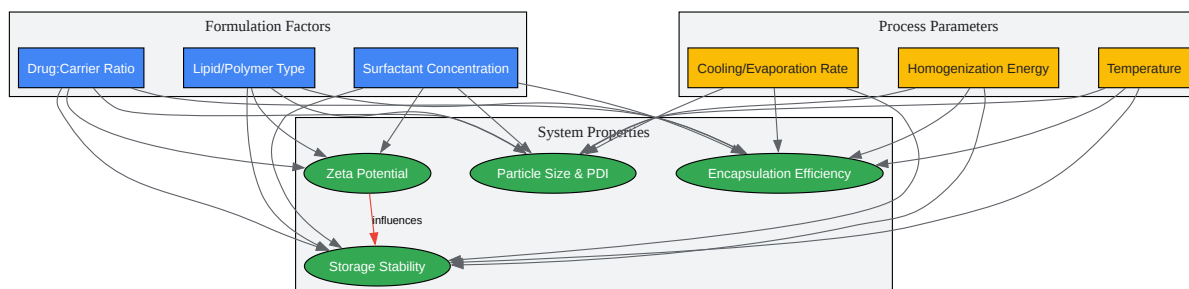 Formulation Factors
Process Parameters
Drug:Carrier Ratio
Lipid/Polymer Type
Surfactant Concentration
Cooling/Evaporation Rate
Homogenization Energy
Temperature
System Properties
Zeta Potential
Particle Size & PDI
Encapsulation Efficiency
influences
Storage Stability